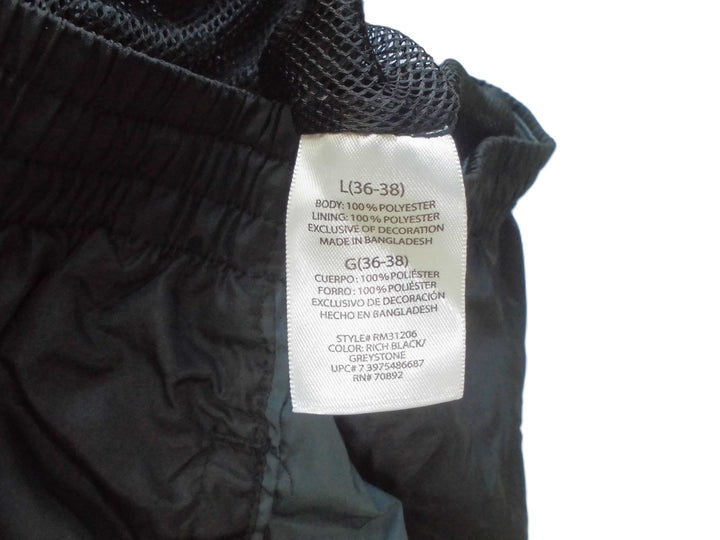 L(36-38)
BODY: 100% POLYESTER
LINING: 100% POLYESTER
EXCLUSIVE OF DECORATION
MADE IN BANGLADESH
G(36-38)
CUERPO: 100% POLIÉSTER
FORRO: 100% POLIÉSTER
EXCLUSIVO DE DECORACIÓN
HECHO EN BANGLADESH
STYLE# RM31206
COLOR: RICH BLACK/
GREYSTONE
UPC# 7 3975486687
RN# 70892